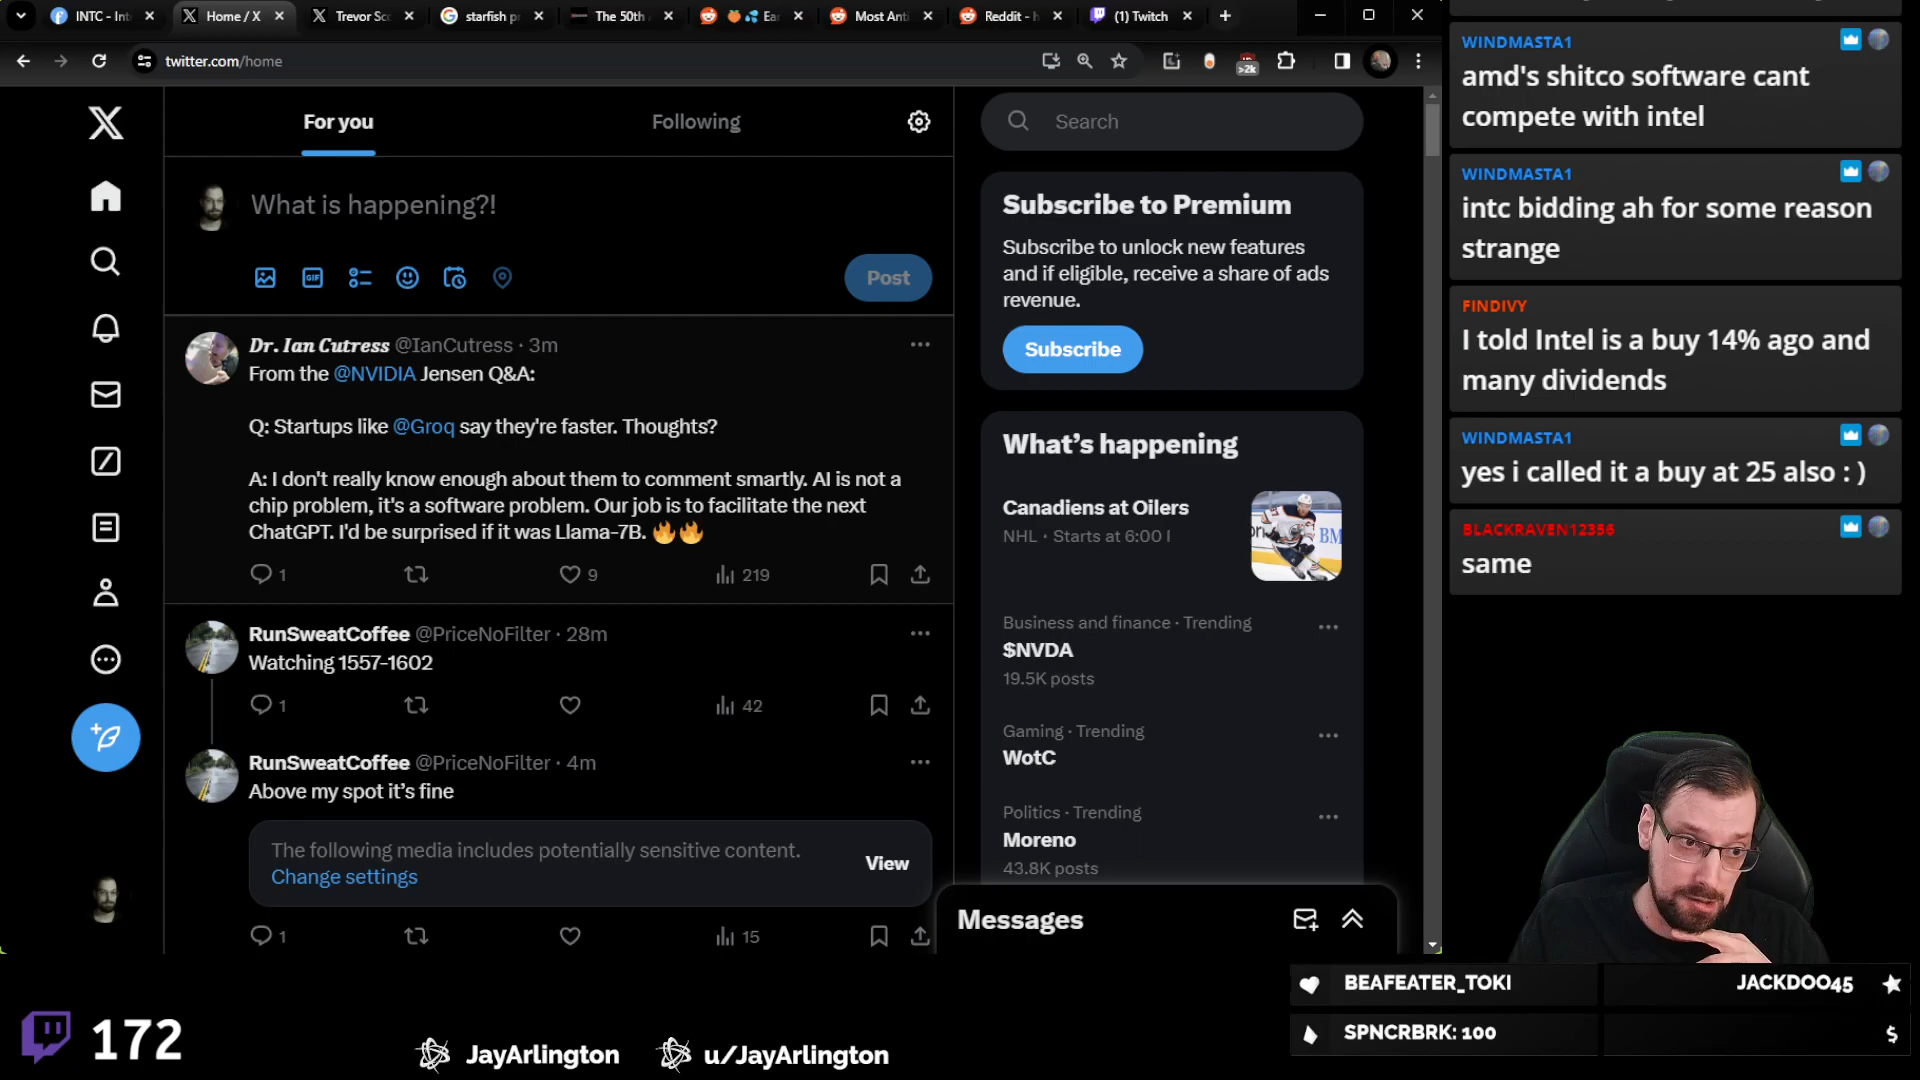 INTC - Int
Home / X
Trevor Sc
starfish p
The 50th
Ea
Most Anti
Reddit - h
(1) Twitch
twitter.com/home
>2k
For you
Following
Search
What is happening?!
GIF
Post
Subscribe to Premium
Subscribe to unlock new features
and if eligible, receive a share of ads
revenue.
Subscribe
Dr. Ian Cutress @IanCutress · 3m
From the @NVIDIA Jensen Q&A:
Q: Startups like @Groq say they're faster. Thoughts?
A: I don't really know enough about them to comment smartly. AI is not a
chip problem, it's a software problem. Our job is to facilitate the next
ChatGPT. I'd be surprised if it was Llama-7B. 🔥🔥
1
9
219
RunSweatCoffee @PriceNoFilter · 28m
Watching 1557-1602
1
42
RunSweatCoffee @PriceNoFilter · 4m
Above my spot it’s fine
The following media includes potentially sensitive content.
Change settings
View
1
15
What’s happening
Canadiens at Oilers
NHL · Starts at 6:00
Business and finance · Trending
$NVDA
19.5K posts
Gaming · Trending
WotC
Politics · Trending
Moreno
43.8K posts
Messages
WINDMASTA1
amd's shitco software cant
compete with intel
WINDMASTA1
intc bidding ah for some reason
strange
FINDIVY
I told Intel is a buy 14% ago and
many dividends
WINDMASTA1
yes i called it a buy at 25 also : )
BLACKRAVEN12356
same
BEAFEATER_TOKI
JACKDOO45
SPNCRBRK: 100
$
172
JayArlington
u/JayArlington